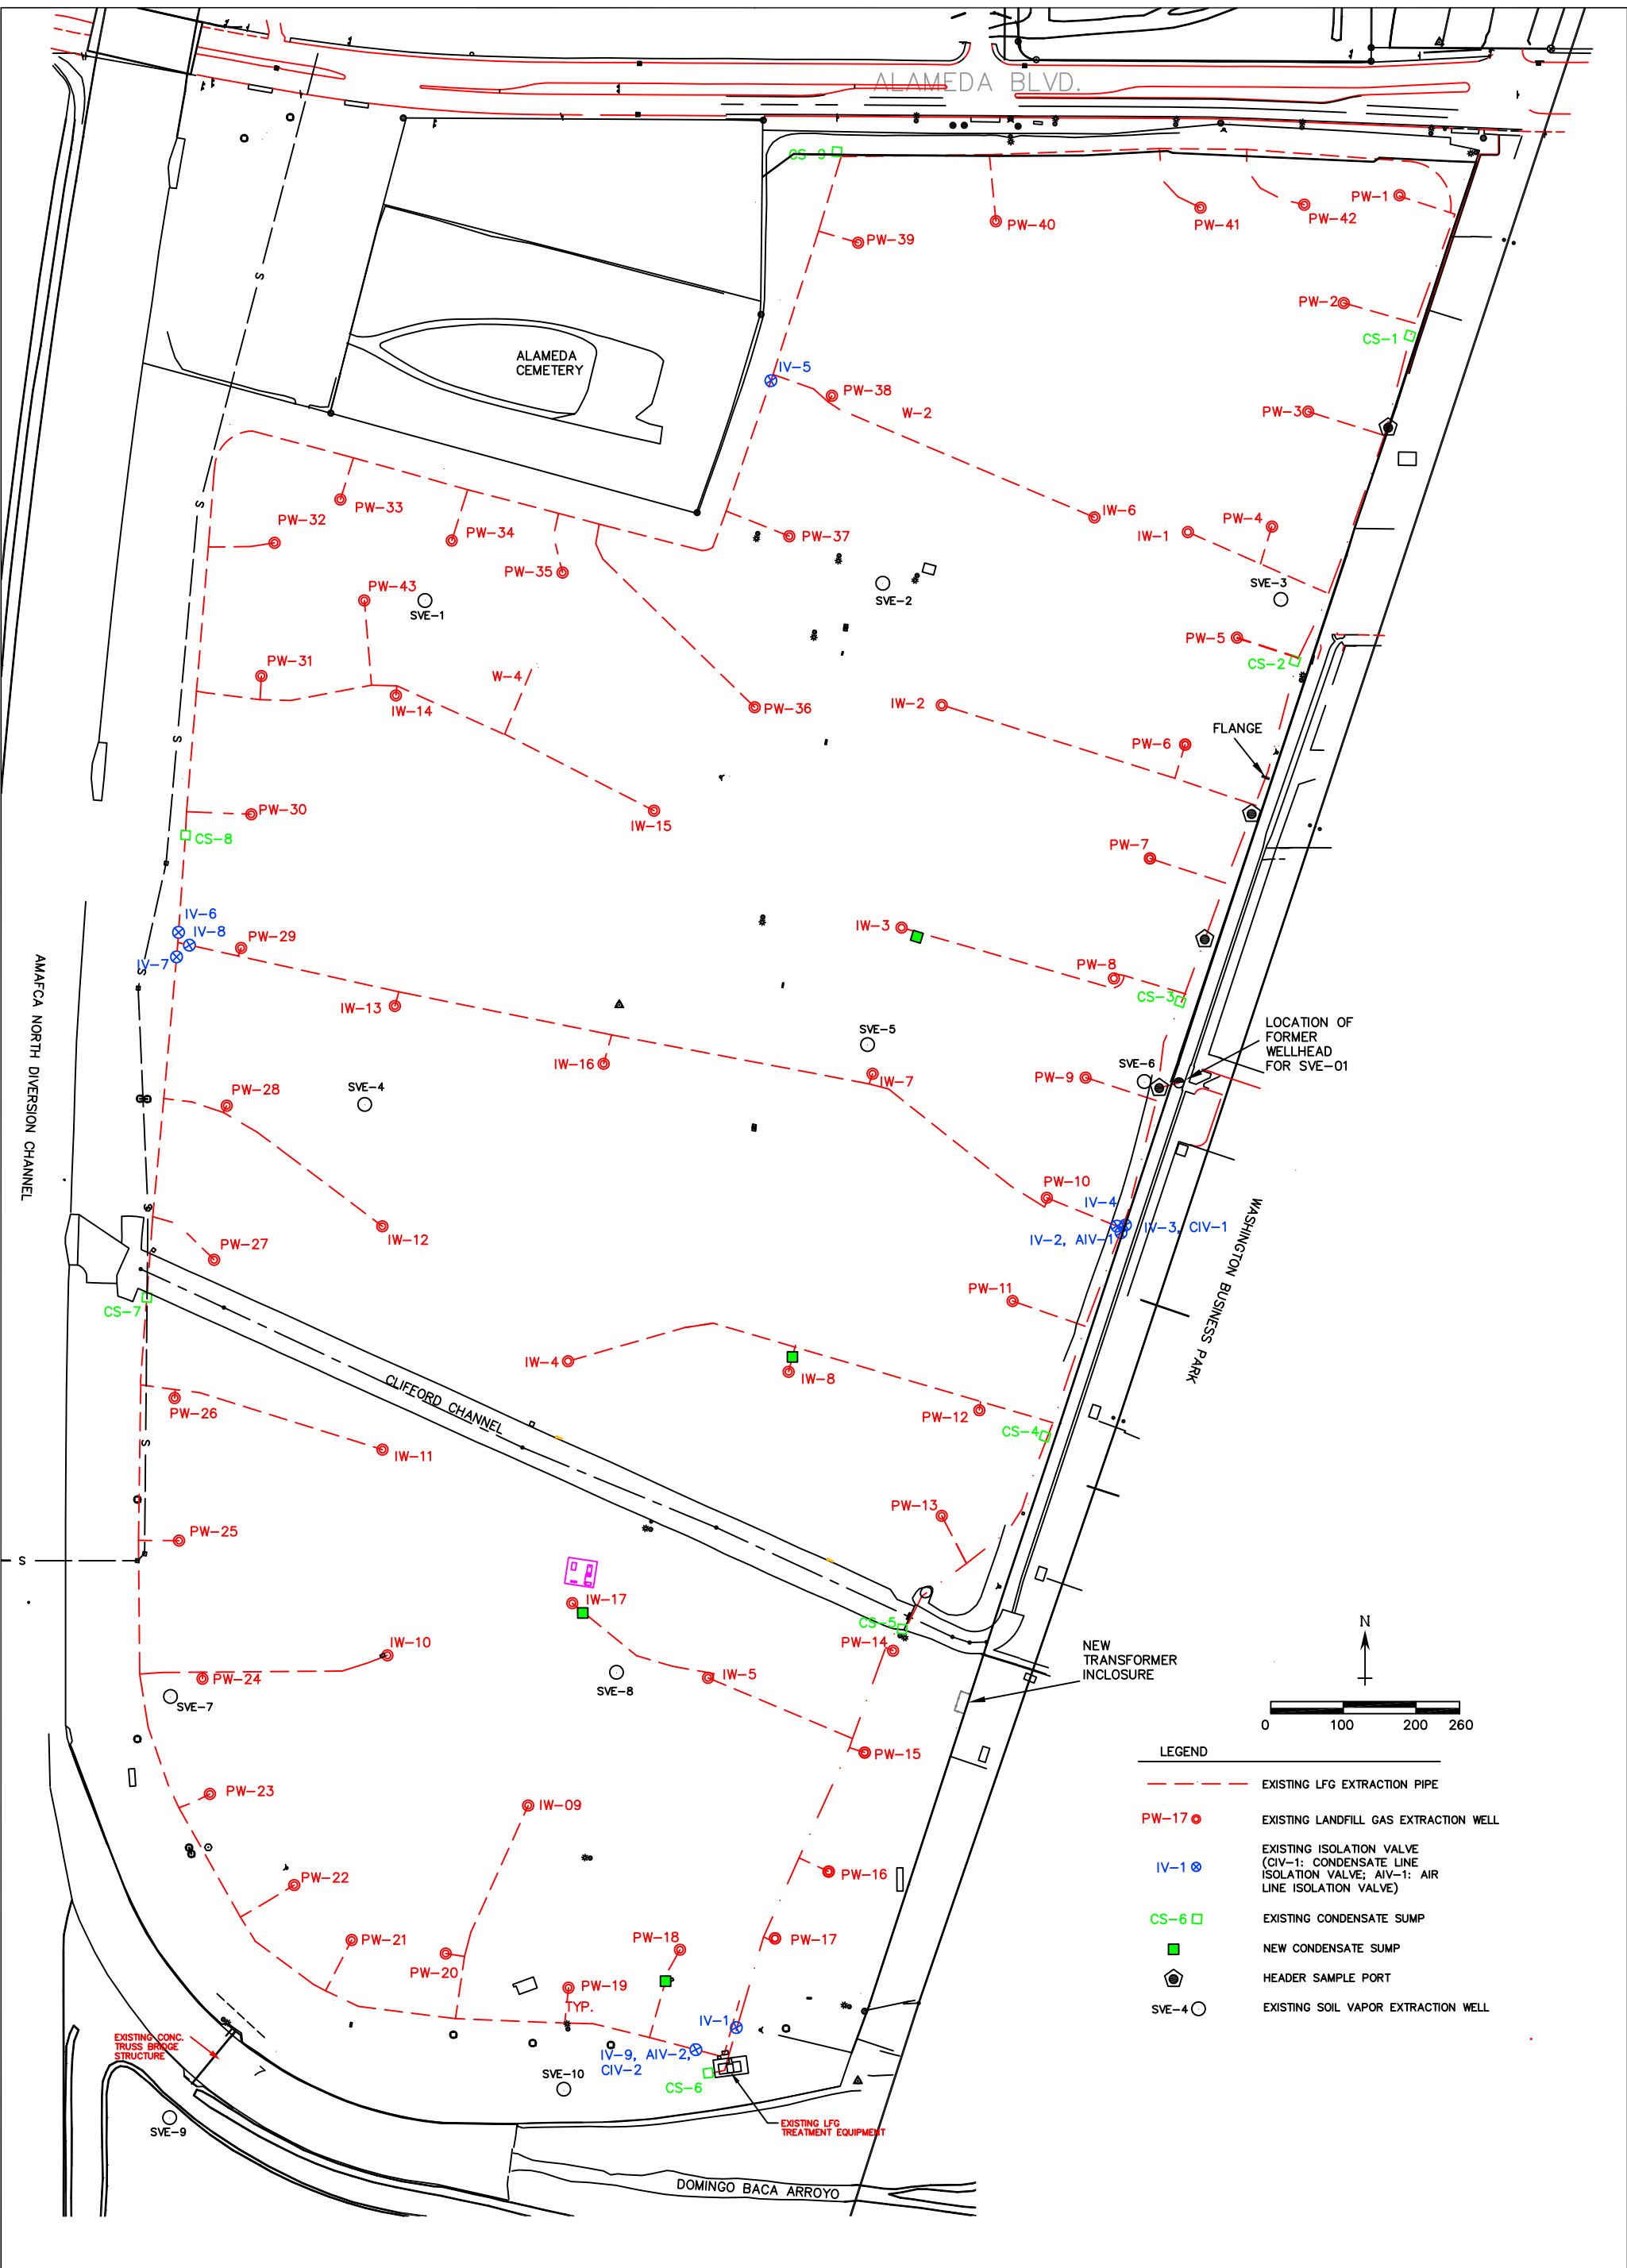 ALAMEDA BLVD.
CS-9
PW-1
PW-40
PW-41
PW-42
PW-39
PW-2
CS-1
ALAMEDA
CEMETERY
IV-5
PW-38
W-2
PW-3
S
S
PW-33
PW-32
PW-34
PW-37
IW-6
IW-1
PW-4
PW-35
PW-43
SVE-1
SVE-2
SVE-3
PW-5
CS-2
PW-31
W-4
IW-14
PW-36
IW-2
FLANGE
S
PW-6
PW-30
IW-15
CS-8
PW-7
IV-6
IV-8
PW-29
IV-7
IW-3
S
PW-8
CS-3
IW-13
LOCATION OF
FORMER
WELLHEAD
FOR SVE-01
SVE-5
IW-16
IW-7
SVE-6
PW-9
AMAFCA NORTH DIVERSION CHANNEL
PW-28
SVE-4
PW-10
IV-4
IV-3, CIV-1
IV-2, AIV-1
S
IW-12
PW-27
WASHINGTON BUSINESS PARK
CS-7
PW-11
IW-4
IW-8
CLIFFORD CHANNEL
PW-26
PW-12
CS-4
S
IW-11
PW-13
PW-25
S
IW-17
CS-5
PW-14
IW-10
NEW
TRANSFORMER
INCLOSURE
N
PW-24
IW-5
SVE-7
SVE-8
0 100 200 260
PW-15
LEGEND
EXISTING LFG EXTRACTION PIPE
PW-23
IW-09
PW-17 EXISTING LANDFILL GAS EXTRACTION WELL
IV-1 EXISTING ISOLATION VALVE
(CIV-1: CONDENSATE LINE
ISOLATION VALVE; AIV-1: AIR
LINE ISOLATION VALVE)
PW-16
PW-22
CS-6 EXISTING CONDENSATE SUMP
PW-21
PW-18
PW-17
NEW CONDENSATE SUMP
PW-20
PW-19
HEADER SAMPLE PORT
TYP.
SVE-4 EXISTING SOIL VAPOR EXTRACTION WELL
IV-1
EXISTING CONC.
TRUSS BRIDGE
STRUCTURE
IV-9, AIV-2,
CIV-2
SVE-10
CS-6
SVE-9
EXISTING LFG
TREATMENT EQUIPMENT
DOMINGO BACA ARROYO